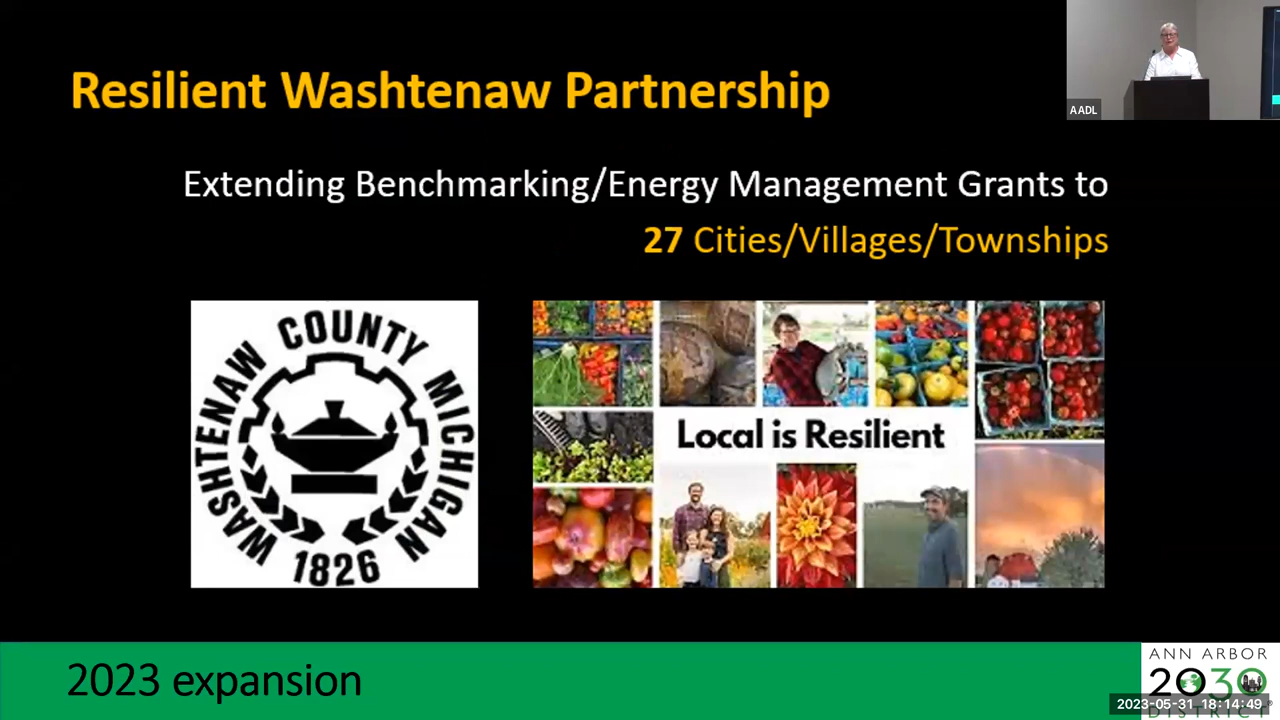 Resilient Washtenaw Partnership
AADL
Extending Benchmarking/Energy Management Grants to
27 Cities/Villages/Townships
WASHTENAW COUNTY MICHIGAN
1826
Local is Resilient
2023 expansion
ANN ARBOR
2030
DISTRICT
2023-05-31 18:14:49